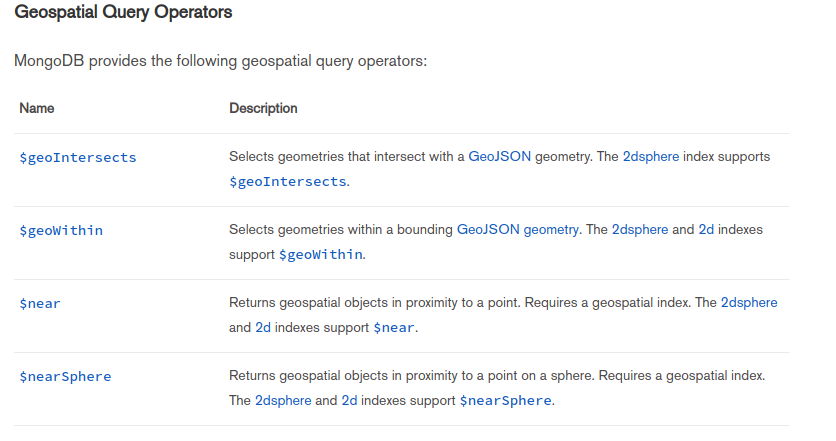 Geospatial Query Operators
MongoDB provides the following geospatial query operators:
Name Description
$geoIntersects Selects geometries that intersect with a GeoJSON geometry. The 2dsphere index supports
$geoIntersects.
$geoWithin Selects geometries within a bounding GeoJSON geometry. The 2dsphere and 2d indexes
support $geoWithin.
$near Returns geospatial objects in proximity to a point. Requires a geospatial index. The 2dsphere
and 2d indexes support $near.
$nearSphere Returns geospatial objects in proximity to a point on a sphere. Requires a geospatial index.
The 2dsphere and 2d indexes support $nearSphere.